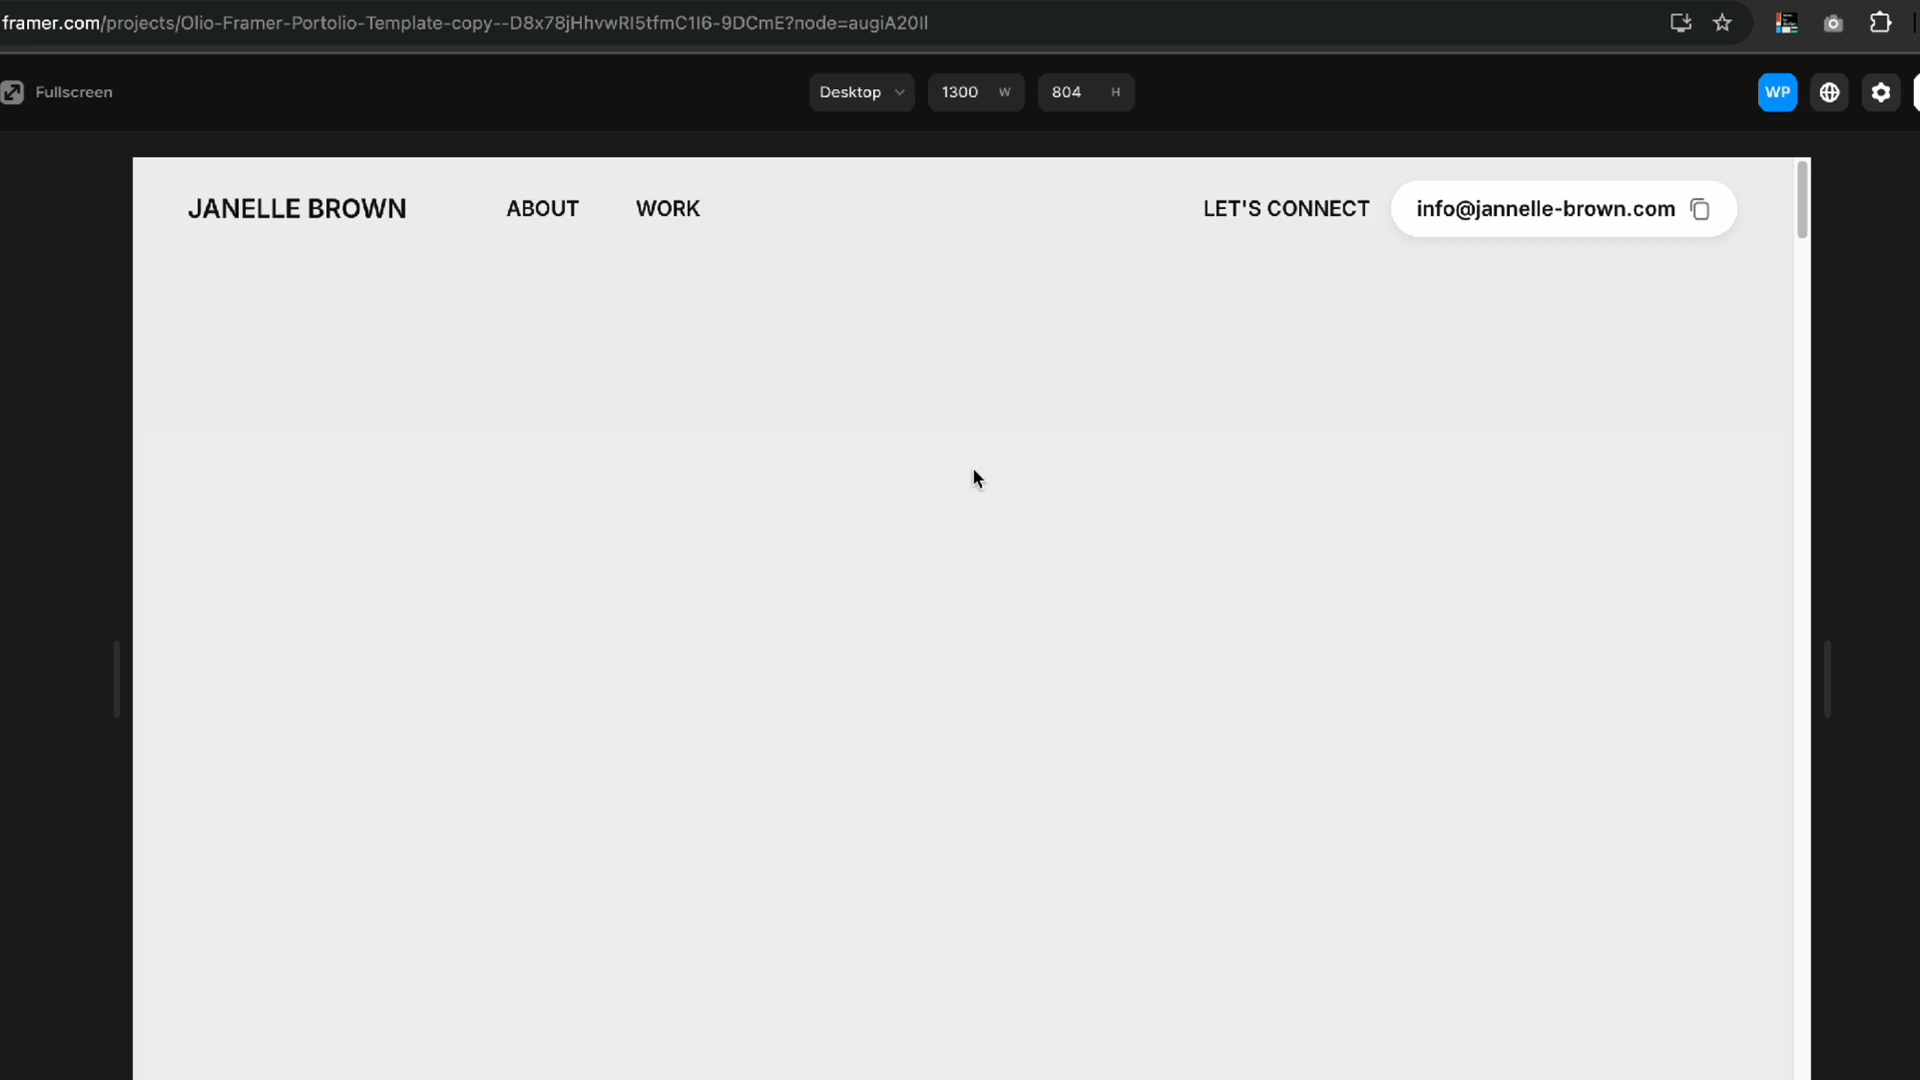 framer.com/projects/Olio-Framer-Portolio-Template-copy--D8x78jHhvwRI5tfmC1I6-9DCmE?node=augiA20Il
Fullscreen
Desktop
1300 W
804 H
WP
JANELLE BROWN
ABOUT
WORK
LET'S CONNECT
info@jannelle-brown.com